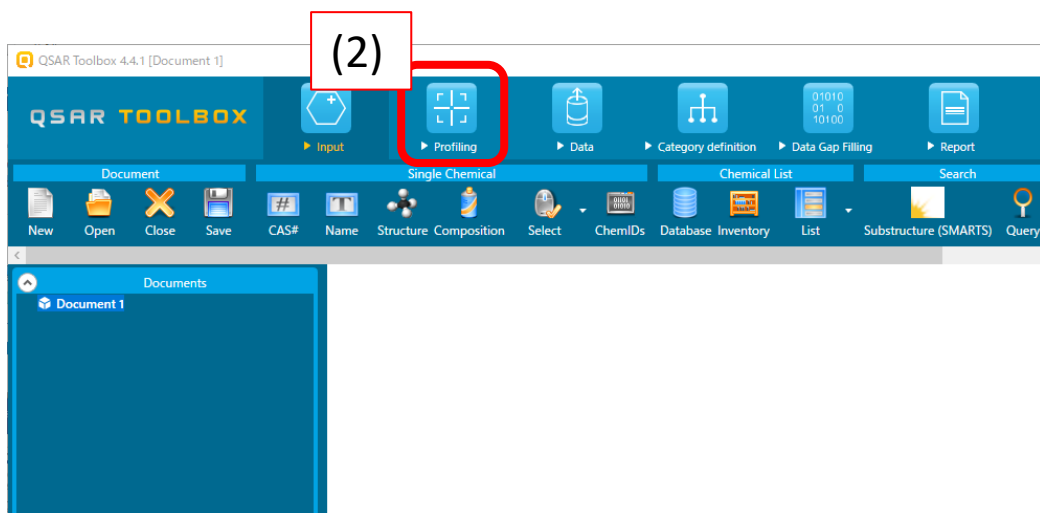 (2)
QSAR Toolbox 4.4.1 [Document 1]
QSAR TOOLBOX
01010
01 0
10100
Input
Profiling
Data
Category definition
Data Gap Filling
Report
Document
Single Chemical
Chemical List
Search
#
T
New
Open
Close
Save
CAS#
Name
Structure
Composition
Select
ChemIDs
Database
Inventory
List
Substructure (SMARTS)
Query
Documents
Document 1